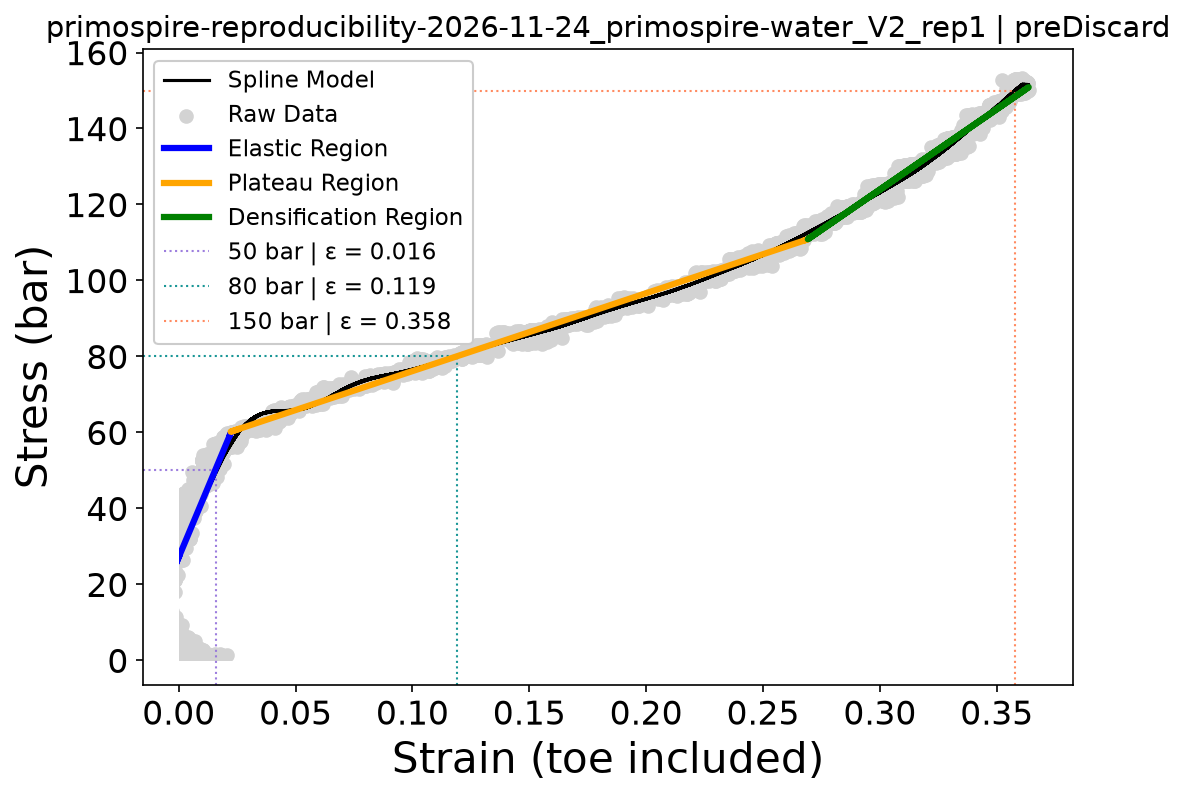 primospire-reproducibility-2026-11-24_primospire-water_V2_rep1 | preDiscard
160
140
120
100
80
60
40
20
0
Stress (bar)
Spline Model
Raw Data
Elastic Region
Plateau Region
Densification Region
50 bar | ε = 0.016
80 bar | ε = 0.119
150 bar | ε = 0.358
0.00 0.05 0.10 0.15 0.20 0.25 0.30 0.35
Strain (toe included)